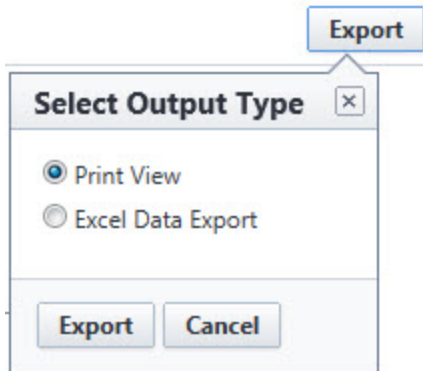 Export
Select Output Type
Print View
Excel Data Export
Export Cancel